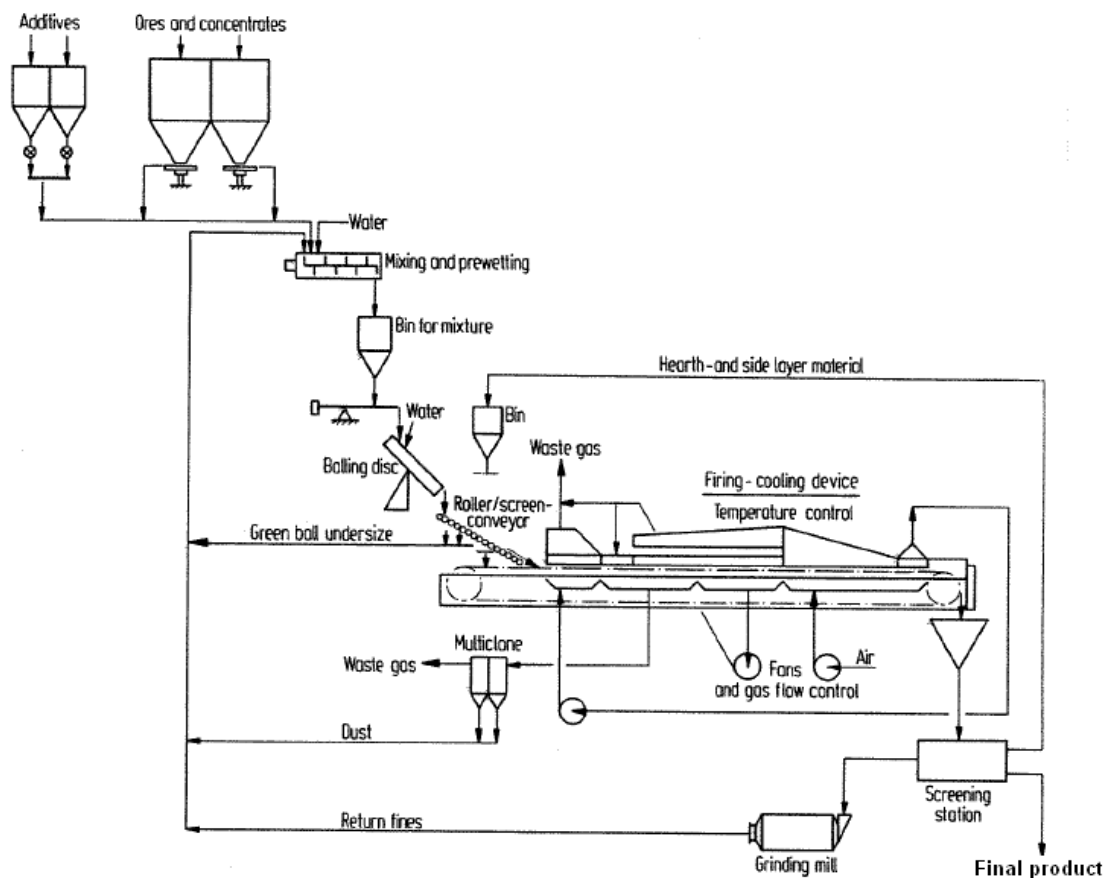 Additives
Ores and concentrates
Water
Mixing and prewetting
Bin for mixture
Hearth-and side layer material
Water
Bin
Balling disc
Waste gas
Firing-cooling device
Temperature control
Roller/screen-
conveyor
Green ball undersize
Multiclone
Waste gas
Fans
Air
and gas flow control
Dust
Screening
station
Return fines
Grinding mill
Final product